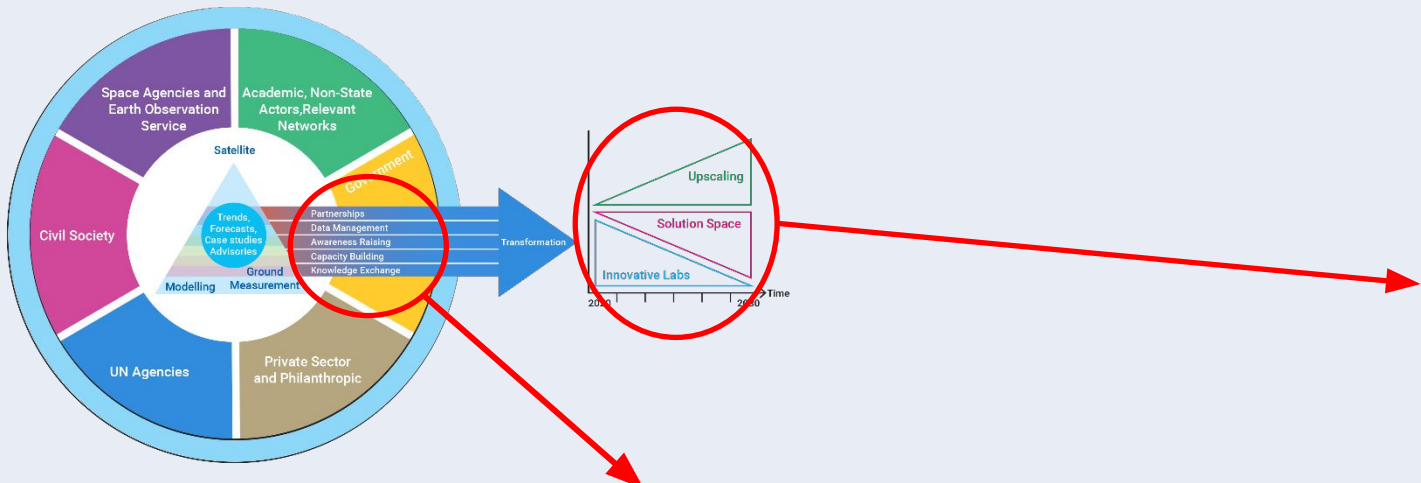 Space Agencies and
Earth Observation
Service
Academic, Non-State
Actors,Relevant
Networks
Government
Civil Society
UN Agencies
Private Sector
and Philanthropic
Satellite
Trends,
Forecasts,
Case studies
Advisories
Modelling
Ground
Measurement
Partnerships
Data Management
Awareness Raising
Capacity Building
Knowledge Exchange
Transformation
Upscaling
Solution Space
Innovative Labs
Time
2020
2030